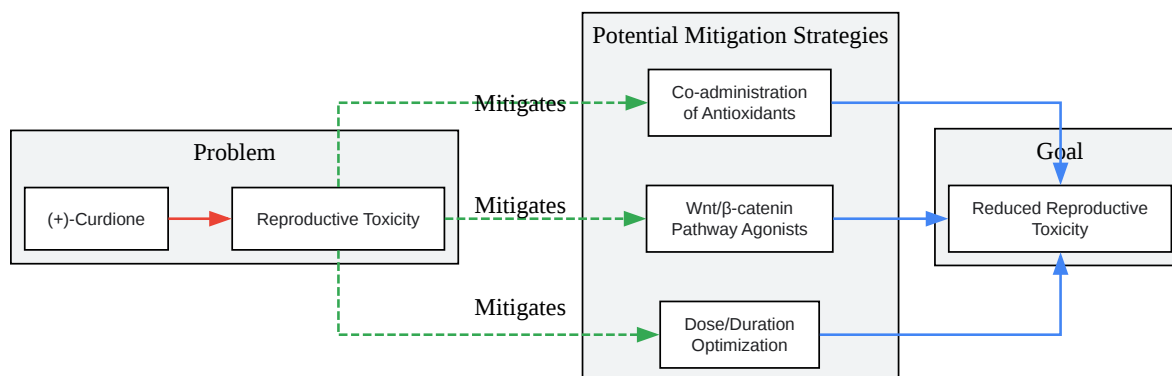 Potential Mitigation Strategies
Co-administration
of Antioxidants
Mitigates
Problem
Goal
(+)-Curdione
Reproductive Toxicity
Mitigates
Wnt/β-catenin
Pathway Agonists
Reduced Reproductive
Toxicity
Mitigates
Dose/Duration
Optimization